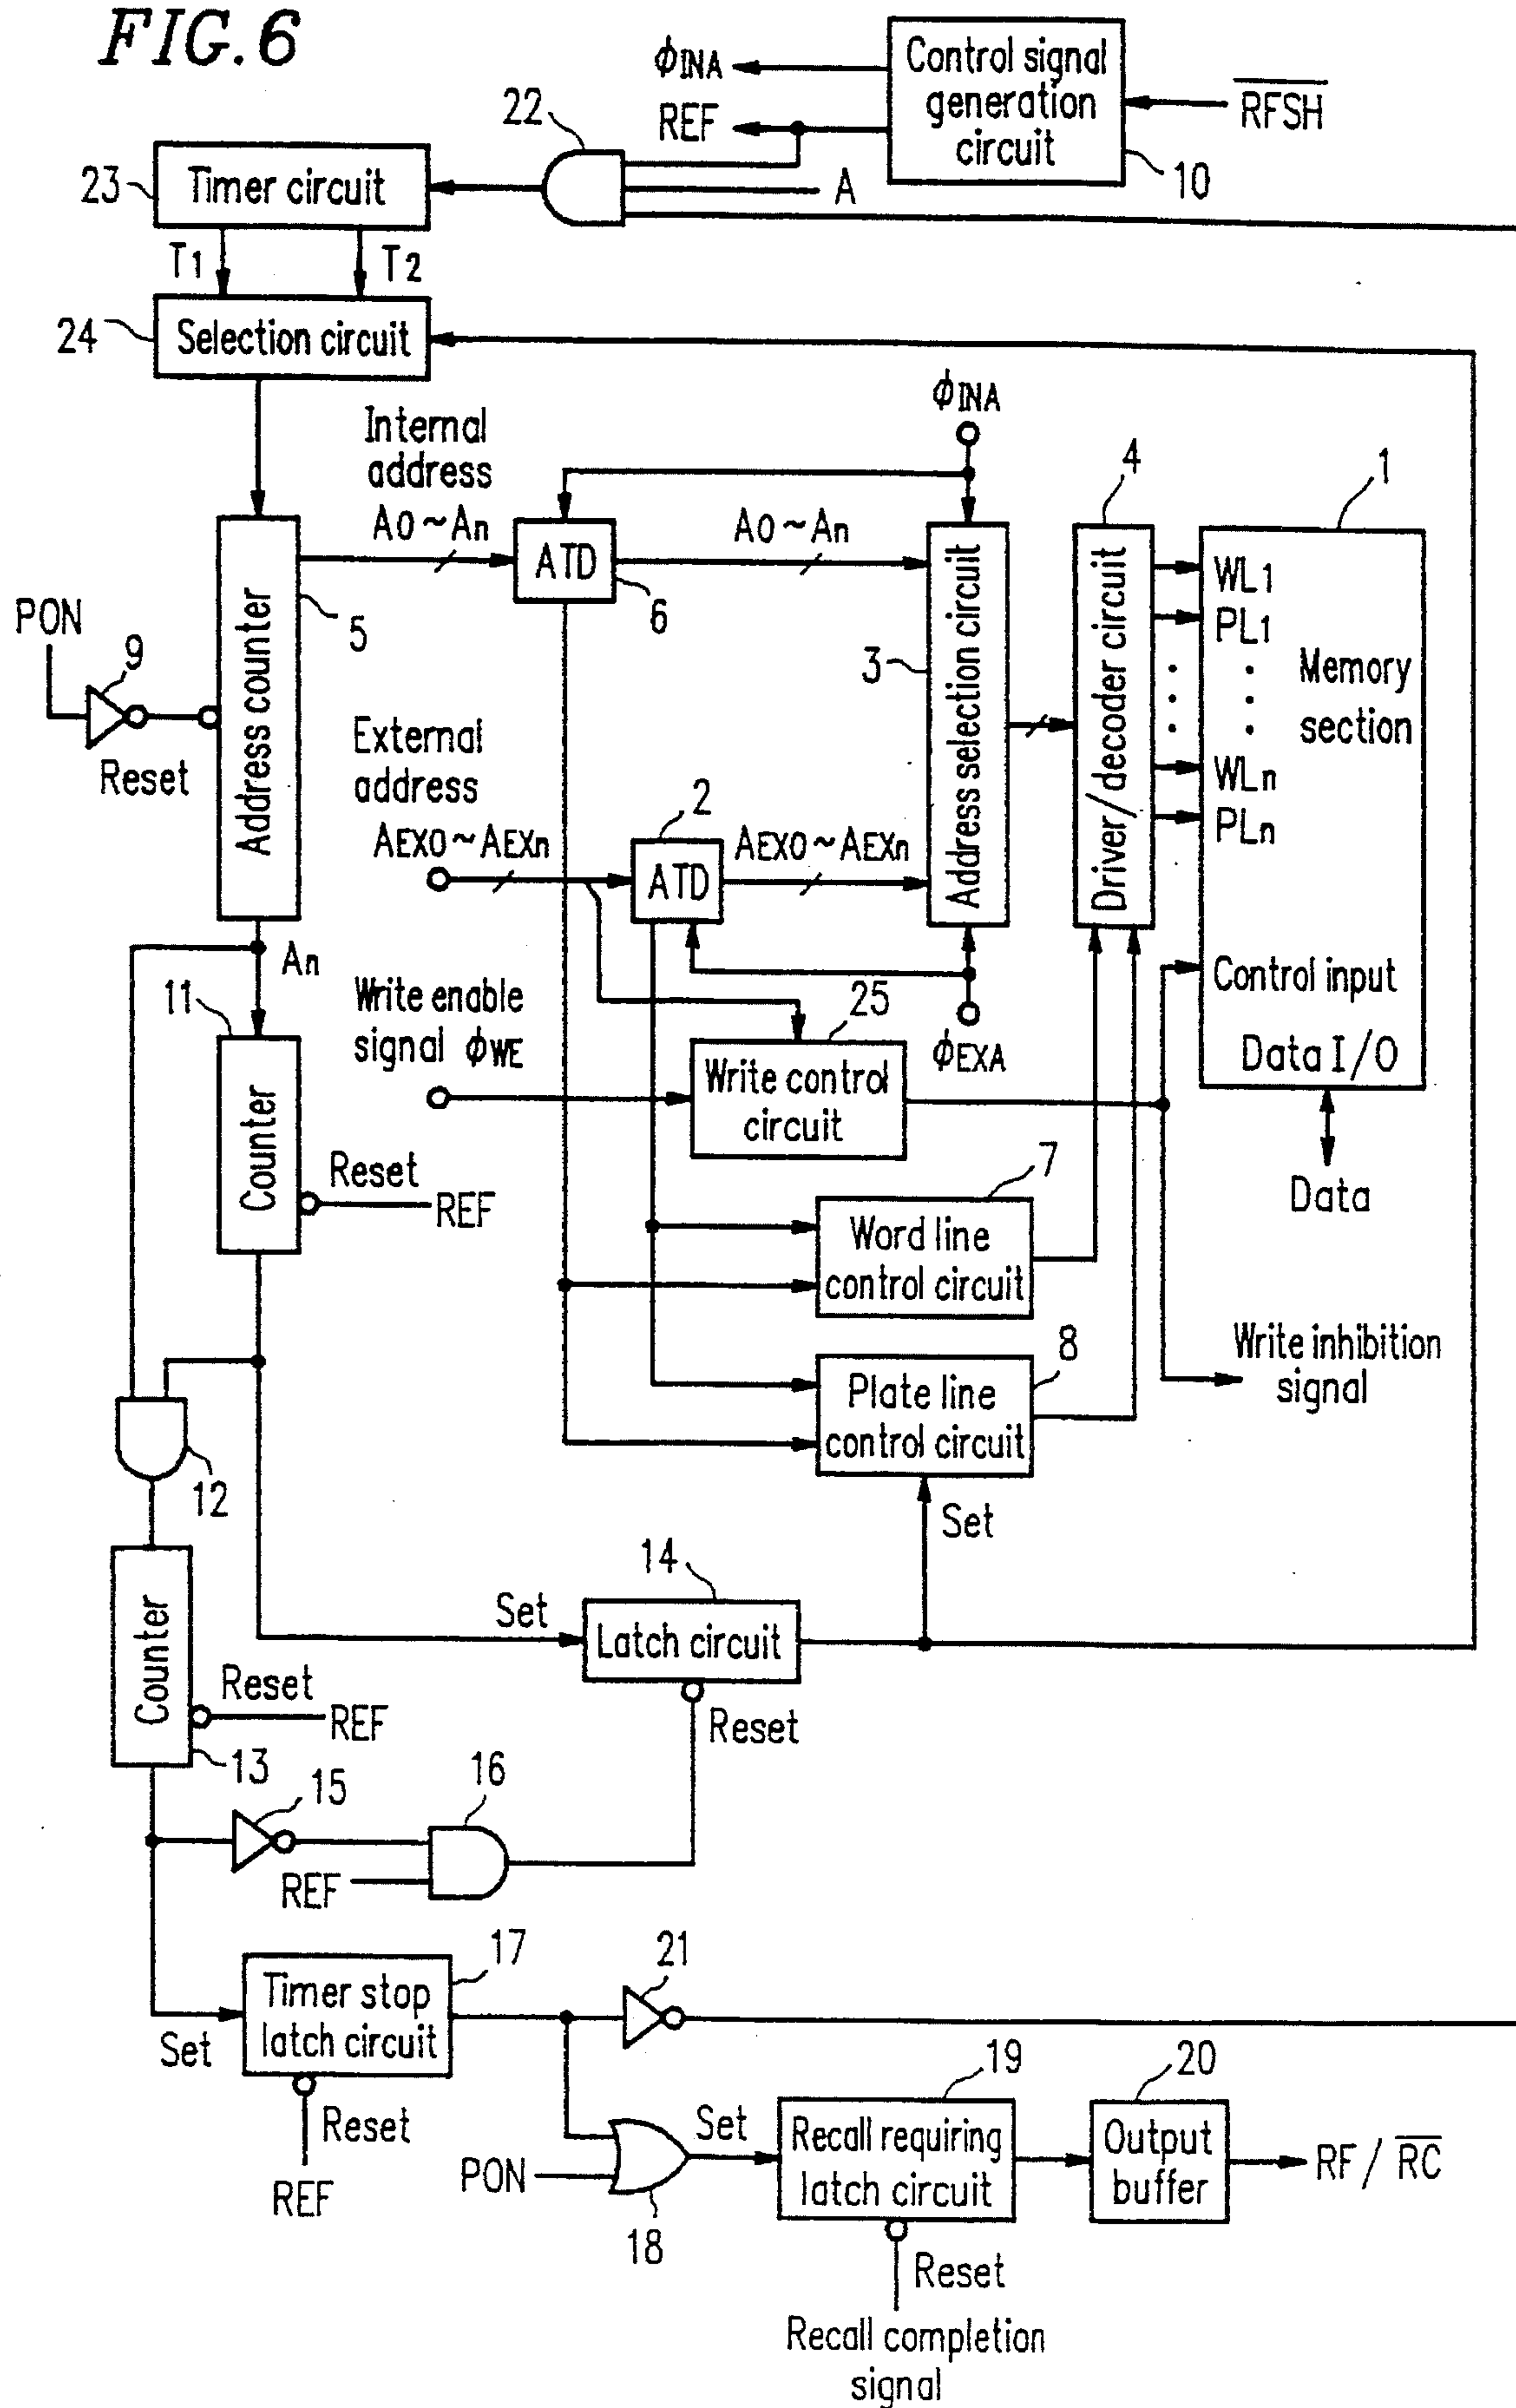 FIG.6
ϕINA
REF
Control signal
generation
circuit
RFSH
10
22
A
23
Timer circuit
T1
T2
24
Selection circuit
Internal
address
A0~An
ATD
6
A0~An
ϕINA
Address selection circuit
3
4
Driver/decoder circuit
1
WL1
PL1
Memory
section
WLn
PLn
Control input
Data I/O
Data
PON
9
Reset
Address counter
5
External
address
AEX0~AEXn
2
ATD
AEX0~AEXn
ϕEXA
An
11
Counter
Reset
REF
Write enable
signal ϕWE
25
Write control
circuit
7
Word line
control circuit
8
Plate line
control circuit
Set
Write inhibition
signal
12
Counter
Reset
REF
13
Set
14
Latch circuit
Reset
15
16
REF
17
Timer stop
latch circuit
Set
Reset
REF
21
PON
18
Set
19
Recall requiring
latch circuit
Reset
Recall completion
signal
20
Output
buffer
RF / RC